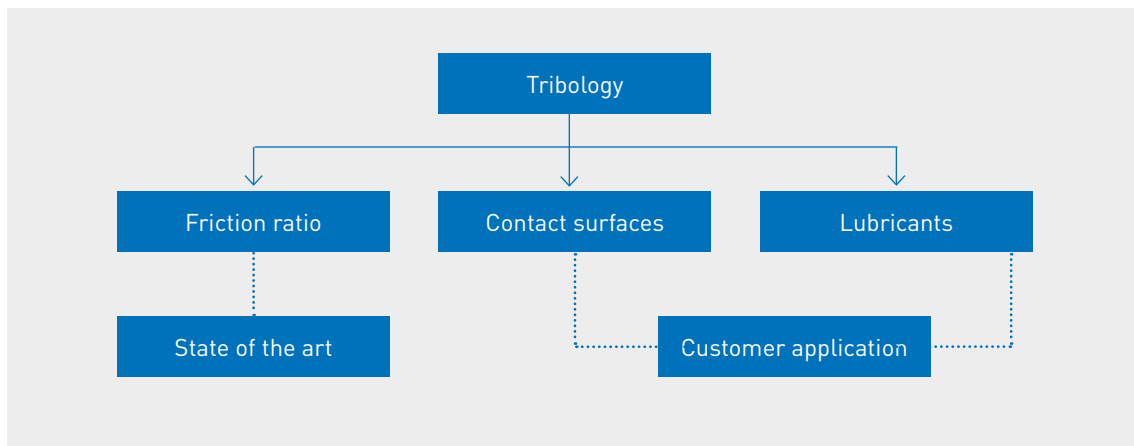 Tribology
Friction ratio
Contact surfaces
Lubricants
State of the art
Customer application